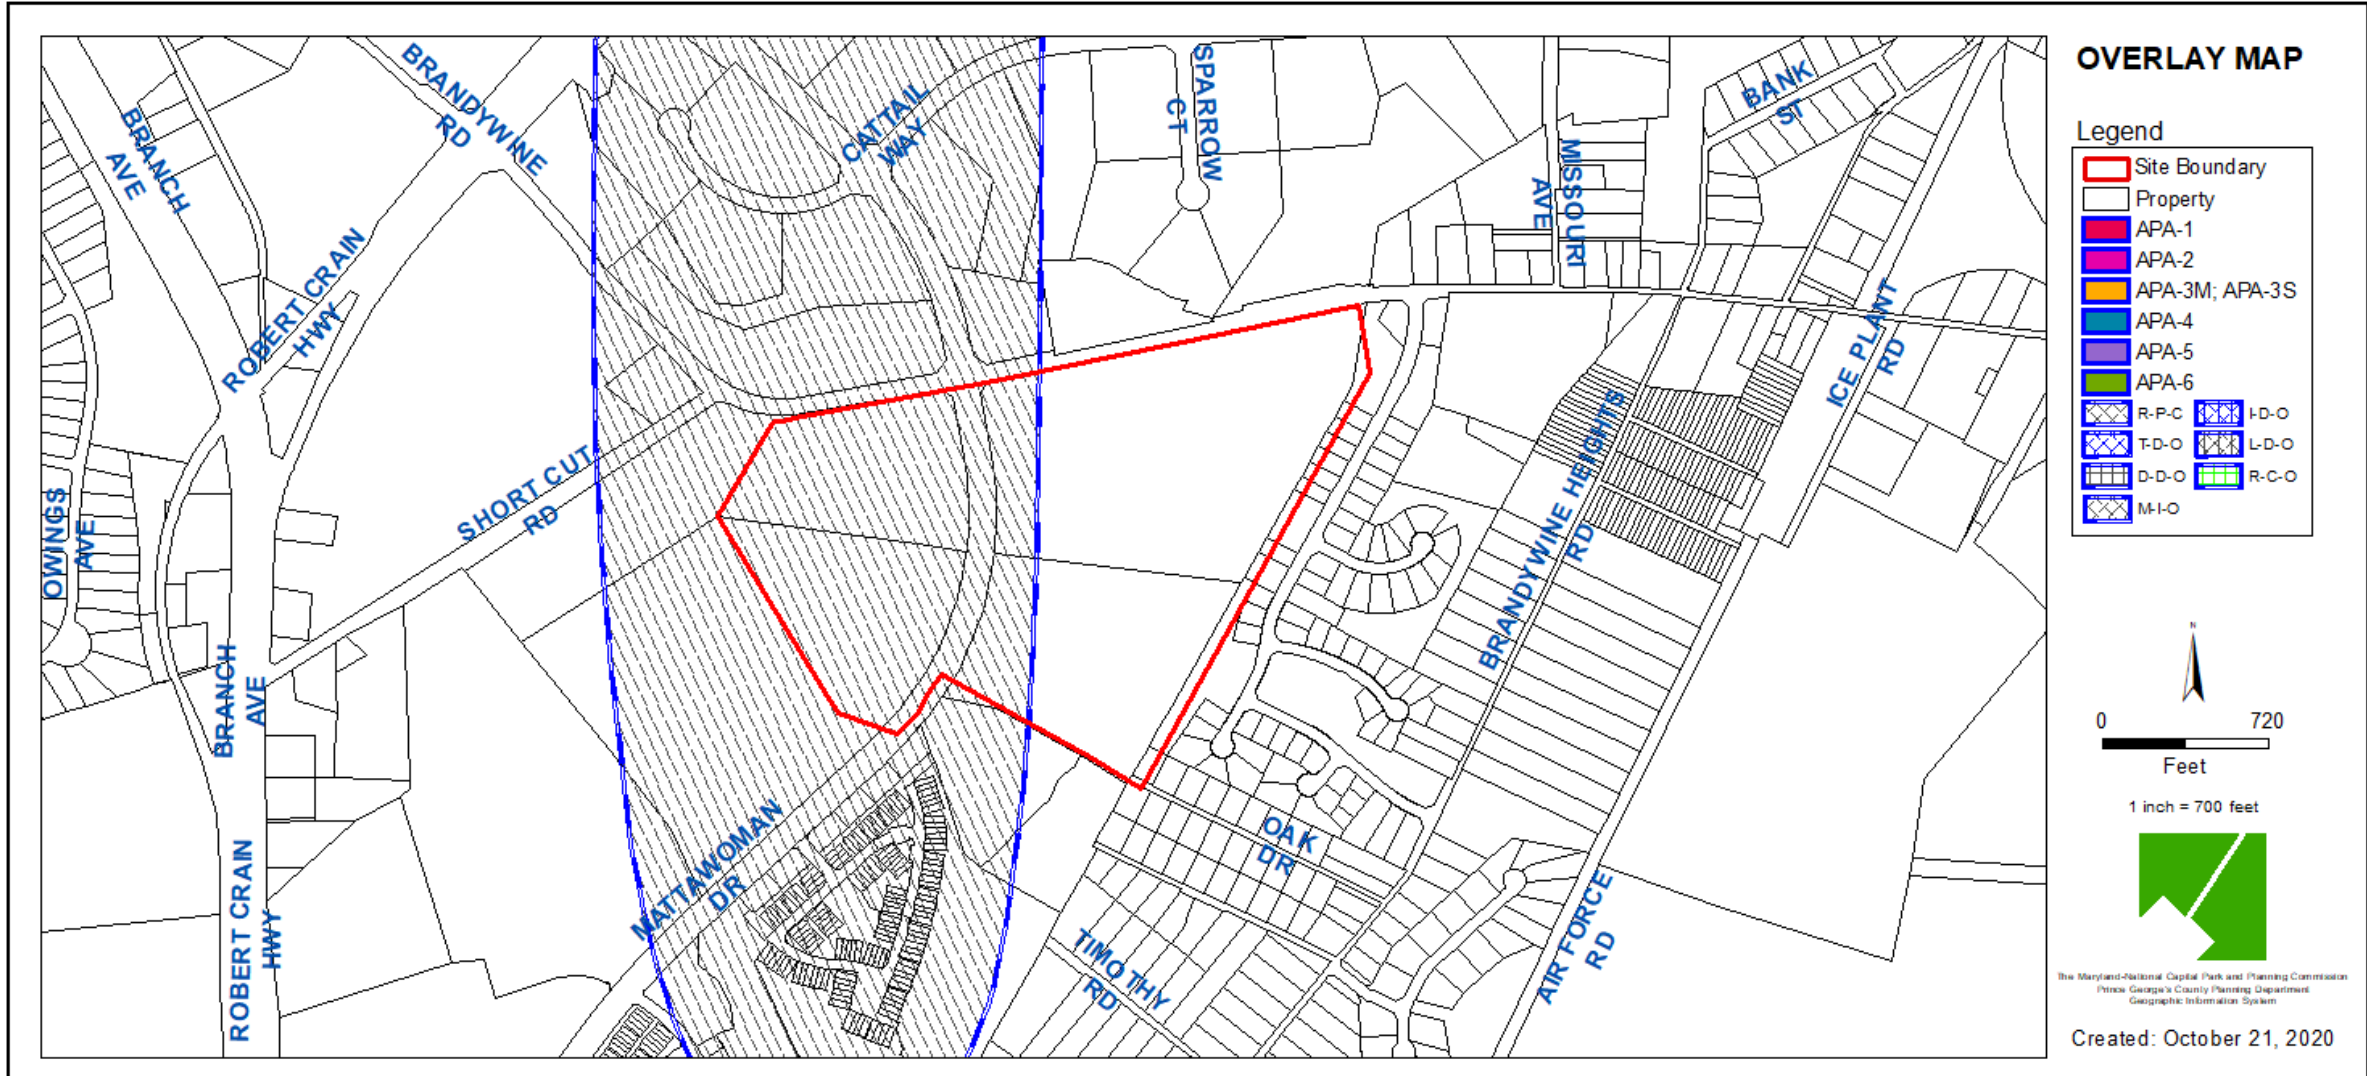 OVERLAY MAP
Legend
Site Boundary
Property
APA-1
APA-2
APA-3M; APA-3S
APA-4
APA-5
APA-6
R-P-C
I-D-O
T-D-O
L-D-O
D-D-O
R-C-O
M-I-O
N
0 720
Feet
1 inch = 700 feet
The Maryland-National Capital Park and Planning Commission
Prince George's County Planning Department
Geographic Information System
Created: October 21, 2020
BRANCH
AVE
BRANDYWINE
RD
CATTAIL
WAY
SPARROW
CT
MISSOURI
AVE
BANK
ST
ROBERT CRAIN
HWY
ICE PLANT
RD
SHORT CUT
RD
OWINGS
AVE
BRANDYWINE HEIGHTS
RD
BRANCH
AVE
MATTAWOMAN
DR
OAK
DR
ROBERT CRAIN
HWY
TIMOTHY
RD
AIR FORCE
RD